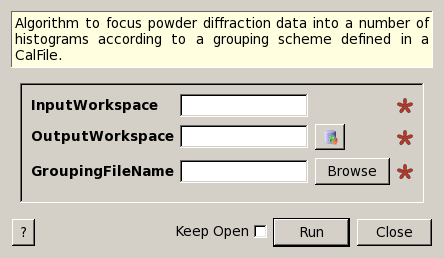 Algorithm to focus powder diffraction data into a number of
histograms according to a grouping scheme defined in a
CalFile.
InputWorkspace
OutputWorkspace
GroupingFileName Browse
? Keep Open Run Close